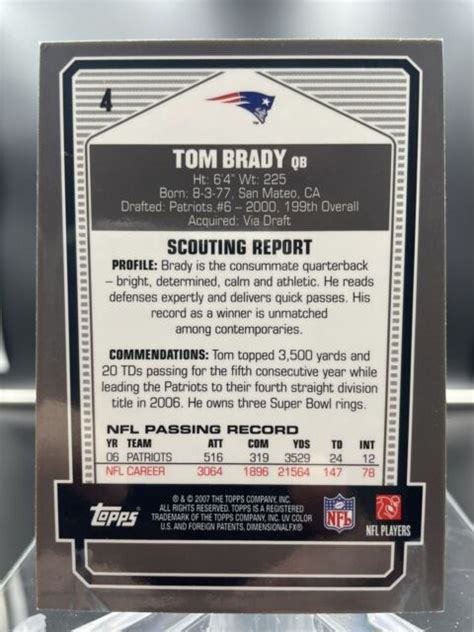 4
TOM BRADY QB
Ht: 6'4" Wt: 225
Born: 8-3-77, San Mateo, CA
Drafted: Patriots #6 – 2000, 199th Overall
Acquired: Via Draft
SCOUTING REPORT
PROFILE: Brady is the consummate quarterback
– bright, determined, calm and athletic. He reads
defenses expertly and delivers quick passes. His
record as a winner is unmatched
among contemporaries.
COMMENDATIONS: Tom topped 3,500 yards and
20 TDs passing for the fifth consecutive year while
leading the Patriots to their fourth straight division
title in 2006. He owns three Super Bowl rings.
NFL PASSING RECORD
YR TEAM ATT COM YDS TD INT
06 PATRIOTS 516 319 3529 24 12
NFL CAREER 3064 1896 21564 147 78
® & © 2007 THE TOPPS COMPANY, INC.
ALL RIGHTS RESERVED. TOPPS IS A REGISTERED
TRADEMARK OF THE TOPPS COMPANY, INC. UV COLOR
U.S. AND FOREIGN PATENTS, DIMENSIONALFX®
Topps
NFL
NFL PLAYERS